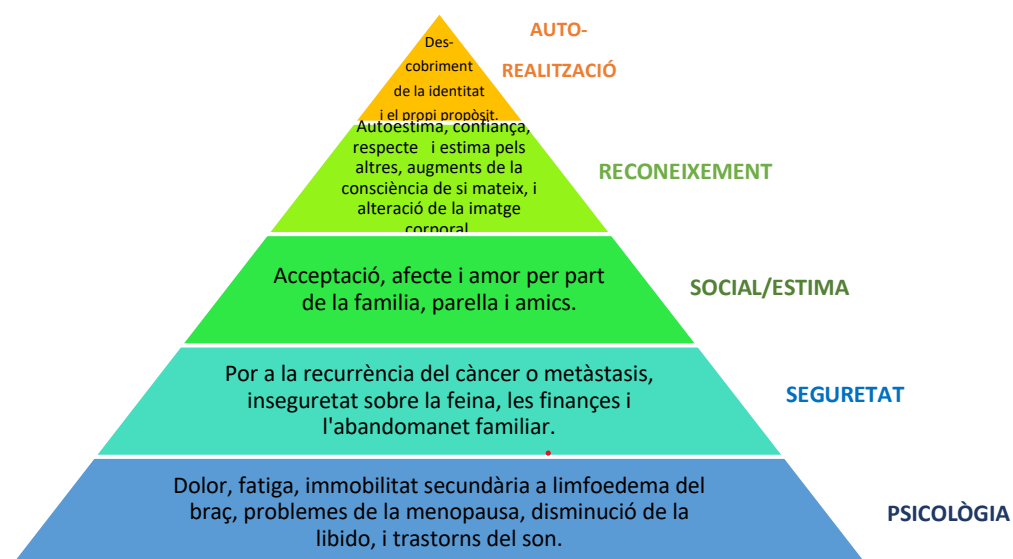 Des-
cobriment
de la identitat
i el propi propòsit.
AUTO-
REALITZACIÓ
Autoestima, confiança,
respecte i estima pels
altres, augments de la
consciència de si mateix, i
alteració de la imatge
corporal
RECONEIXEMENT
Acceptació, afecte i amor per part
de la familia, parella i amics.
SOCIAL/ESTIMA
Por a la recurrència del càncer o metàstasis,
inseguretat sobre la feina, les finançes i
l'abandomanet familiar.
SEGURETAT
Dolor, fatiga, immobilitat secundària a limfoedema del
braç, problemes de la menopausa, disminució de la
libido, i trastorns del son.
PSICOLÒGIA